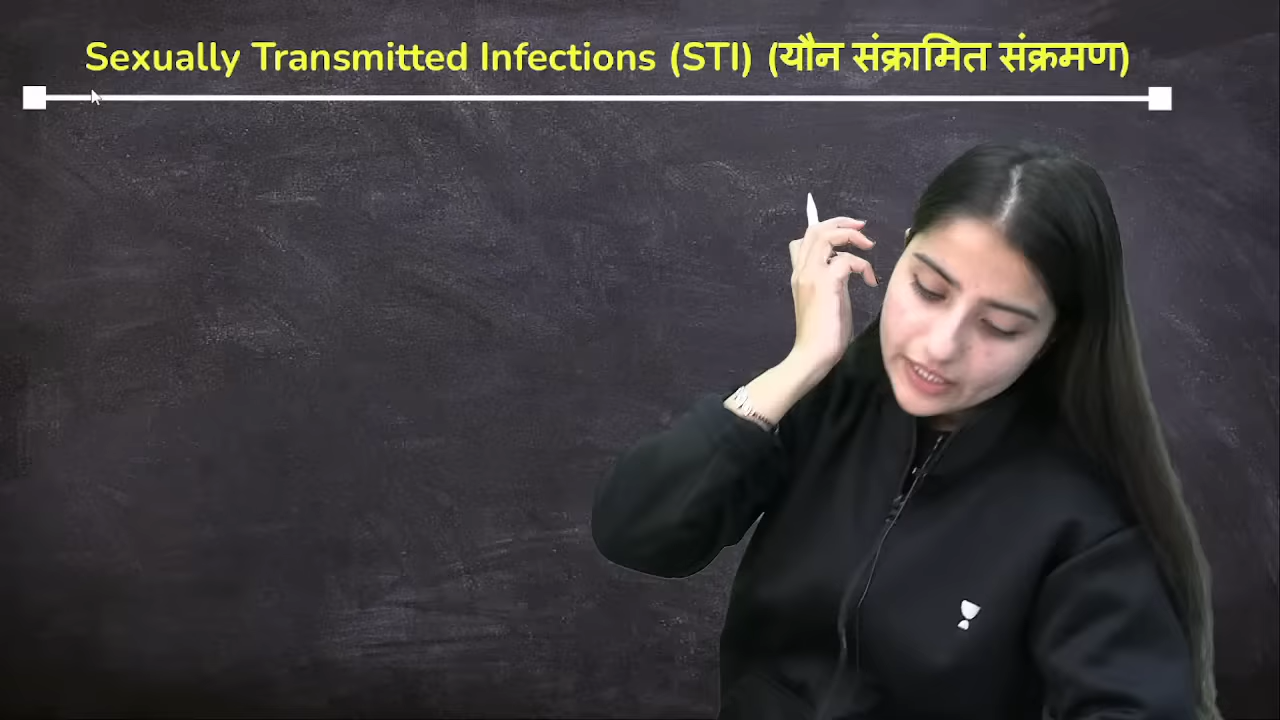 Sexually Transmitted Infections (STI) (यौन संक्रामित संक्रमण)